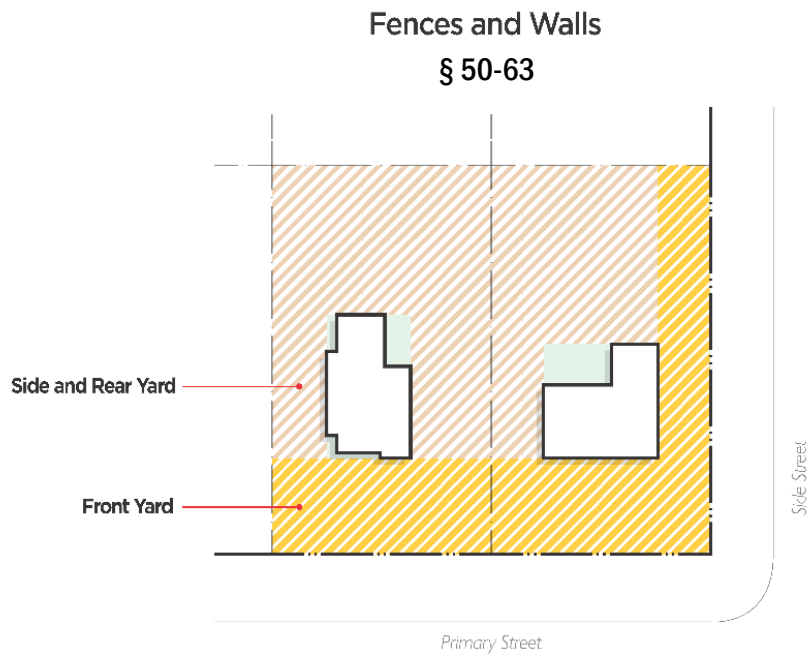 Fences and Walls
§ 50-63
Side and Rear Yard
Front Yard
Side Street
Primary Street